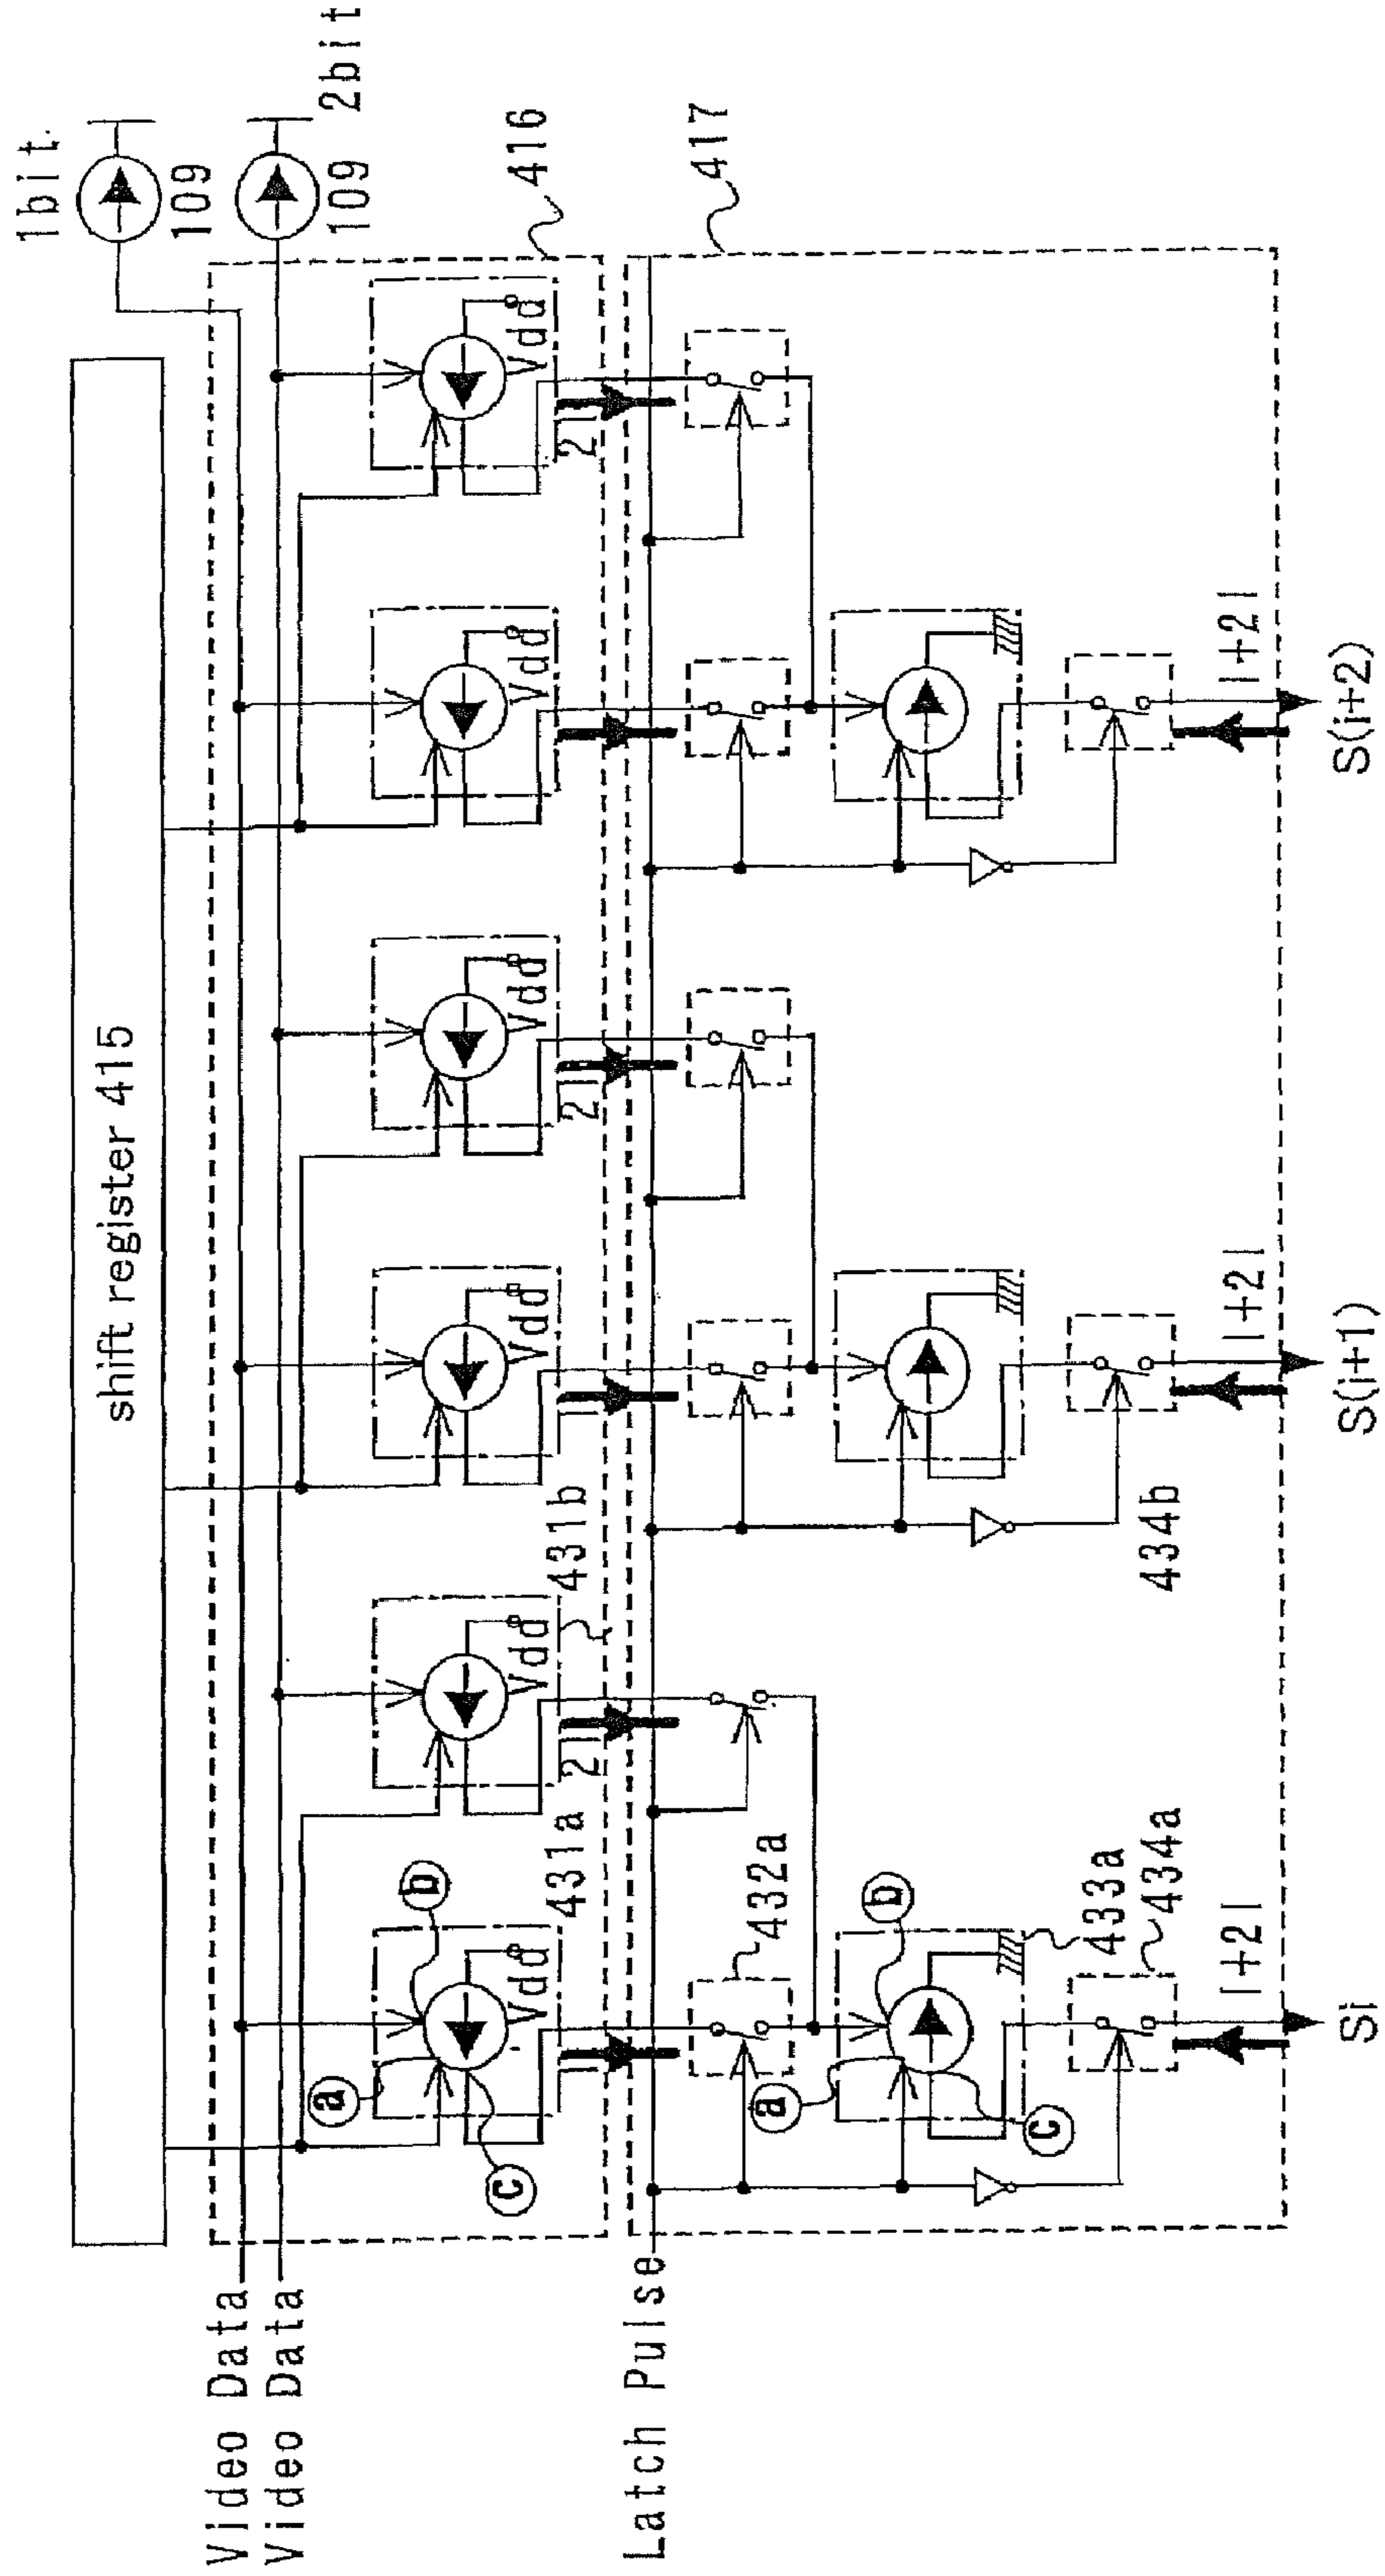 1bit
109
2bit
109
shift register 415
Video Data
Video Data
416
Vdd
Vdd
Vdd
Vdd
Vdd
Vdd
ⓐ
ⓑ
ⓒ
431a
431b
I
2I
I
2I
I
2I
417
Latch Pulse
432a
ⓐ
ⓑ
ⓒ
433a
434a
434b
I+2I
I+2I
I+2I
Si
S(i+1)
S(i+2)